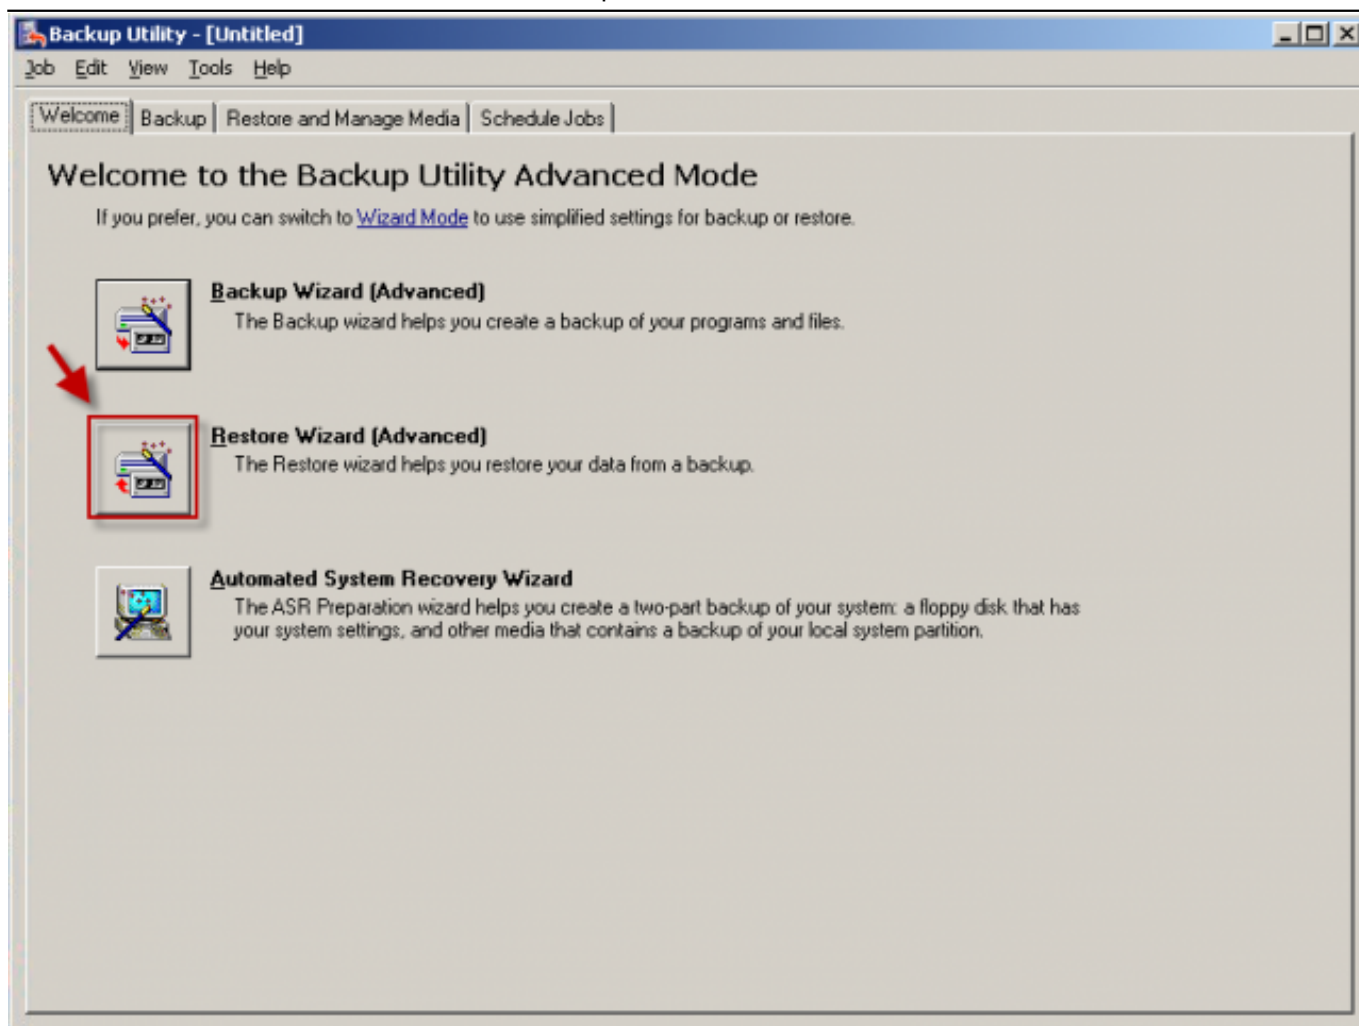 Backup Utility - [Untitled]
Job Edit View Tools Help
Welcome Backup Restore and Manage Media Schedule Jobs
Welcome to the Backup Utility Advanced Mode
If you prefer, you can switch to Wizard Mode to use simplified settings for backup or restore.
Backup Wizard (Advanced)
The Backup wizard helps you create a backup of your programs and files.
Restore Wizard (Advanced)
The Restore wizard helps you restore your data from a backup.
Automated System Recovery Wizard
The ASR Preparation wizard helps you create a two-part backup of your system: a floppy disk that has
your system settings, and other media that contains a backup of your local system partition.